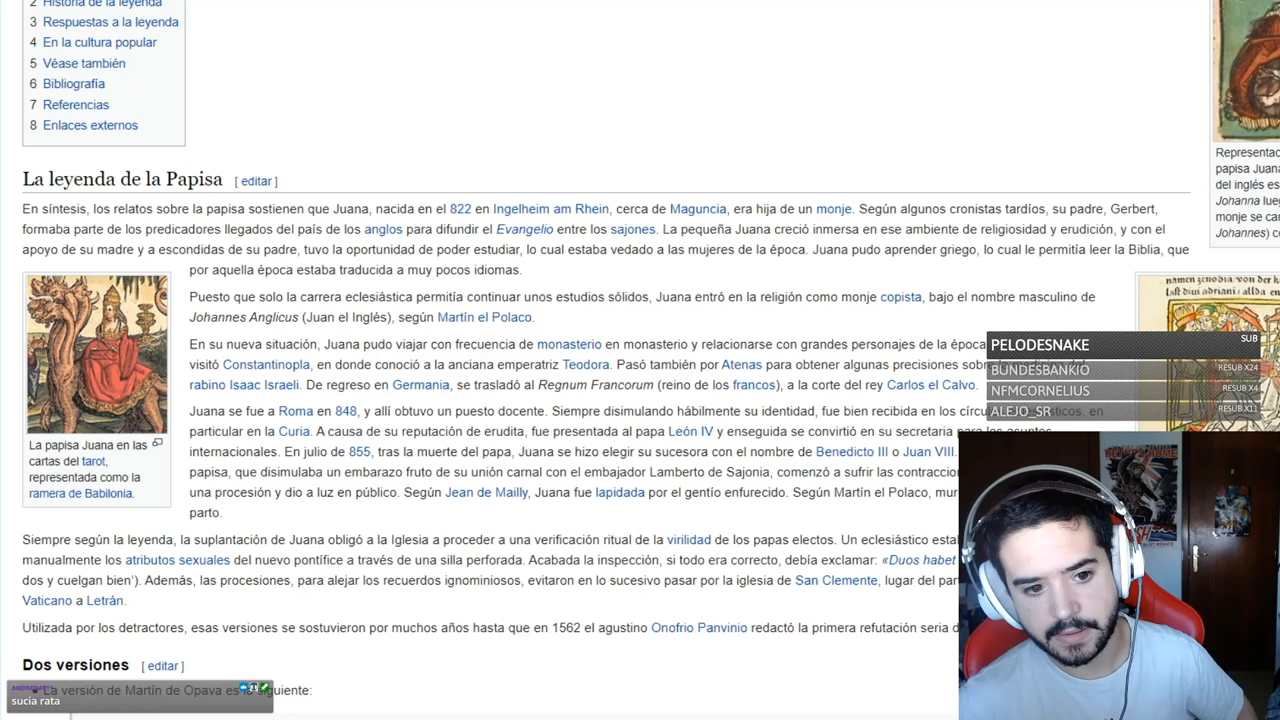 2 Historia de la leyenda
3 Respuestas a la leyenda
4 En la cultura popular
5 Véase también
6 Bibliografía
7 Referencias
8 Enlaces externos
La leyenda de la Papisa [ editar ]
En síntesis, los relatos sobre la papisa sostienen que Juana, nacida en el 822 en Ingelheim am Rhein, cerca de Maguncia, era hija de un monje. Según algunos cronistas tardíos, su padre, Gerbert,
formaba parte de los predicadores llegados del país de los anglos para difundir el Evangelio entre los sajones. La pequeña Juana creció inmersa en ese ambiente de religiosidad y erudición, y con el
apoyo de su madre y a escondidas de su padre, tuvo la oportunidad de poder estudiar, lo cual estaba vedado a las mujeres de la época. Juana pudo aprender griego, lo cual le permitía leer la Biblia, que
por aquella época estaba traducida a muy pocos idiomas.
Puesto que solo la carrera eclesiástica permitía continuar unos estudios sólidos, Juana entró en la religión como monje copista, bajo el nombre masculino de
Johannes Anglicus (Juan el Inglés), según Martín el Polaco.
En su nueva situación, Juana pudo viajar con frecuencia de monasterio en monasterio y relacionarse con grandes personajes de la época
visitó Constantinopla, en donde conoció a la anciana emperatriz Teodora. Pasó también por Atenas para obtener algunas precisiones sobr
rabino Isaac Israeli. De regreso en Germania, se trasladó al Regnum Francorum (reino de los francos), a la corte del rey Carlos el Calvo.
Juana se fue a Roma en 848, y allí obtuvo un puesto docente. Siempre disimulando hábilmente su identidad, fue bien recibida en los círcu en
particular en la Curia. A causa de su reputación de erudita, fue presentada al papa León IV y enseguida se convirtió en su secretaria para los asuntos
internacionales. En julio de 855, tras la muerte del papa, Juana se hizo elegir su sucesora con el nombre de Benedicto III o Juan VIII.
papisa, que disimulaba un embarazo fruto de su unión carnal con el embajador Lamberto de Sajonia, comenzó a sufrir las contraccion
una procesión y dio a luz en público. Según Jean de Mailly, Juana fue lapidada por el gentío enfurecido. Según Martín el Polaco, mur
parto.
La papisa Juana en las
cartas del tarot,
representada como la
ramera de Babilonia.
Siempre según la leyenda, la suplantación de Juana obligó a la Iglesia a proceder a una verificación ritual de la virilidad de los papas electos. Un eclesiástico esta
manualmente los atributos sexuales del nuevo pontífice a través de una silla perforada. Acabada la inspección, si todo era correcto, debía exclamar: «Duos habet
dos y cuelgan bien'). Además, las procesiones, para alejar los recuerdos ignominiosos, evitaron en lo sucesivo pasar por la iglesia de San Clemente, lugar del par
Vaticano a Letrán.
Utilizada por los detractores, esas versiones se sostuvieron por muchos años hasta que en 1562 el agustino Onofrio Panvinio redactó la primera refutación seria d
Dos versiones [ editar ]
La versión de Martín de Opava es la siguiente:
sucia rata
Representac
papisa Juana
del inglés es
Johanna lue
monje se ca
Johannes) c
PELODESNAKE SUB
BUNDESBANKIO RESUB X24
NFMCORNELIUS RESUB X4
ALEJO_SR RESUB X11